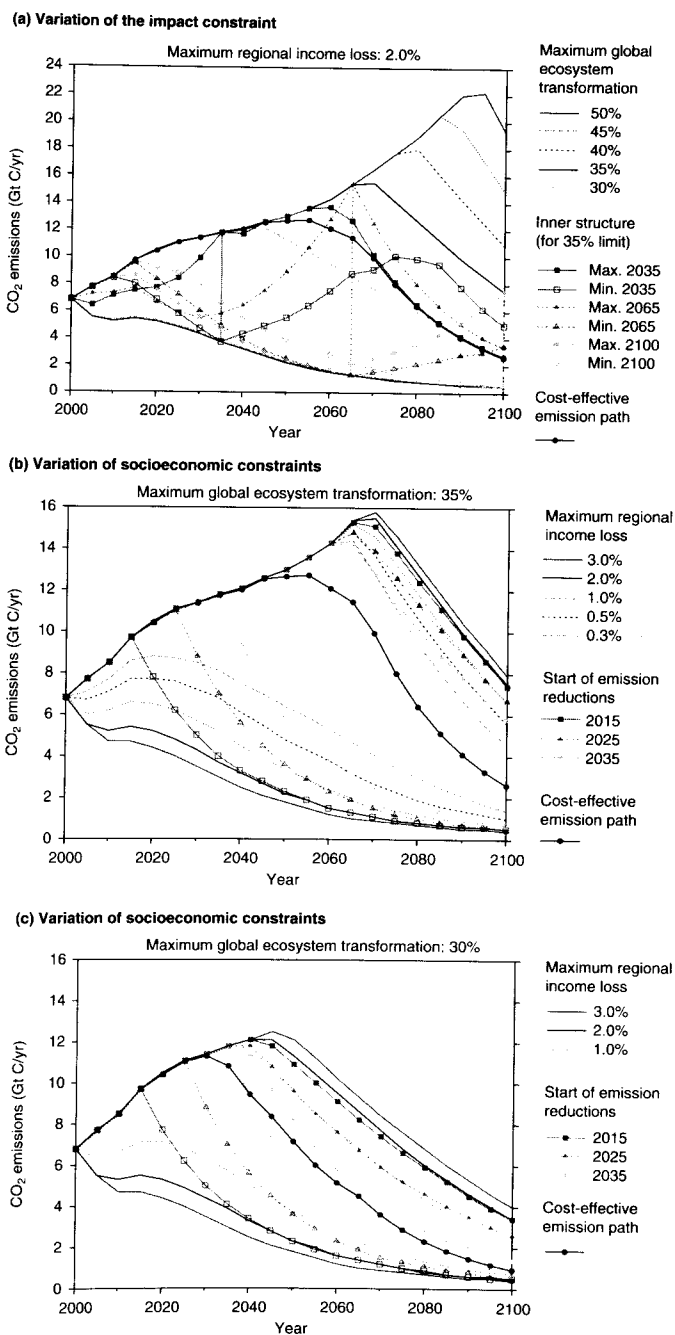 (a) Variation of the impact constraint
Maximum regional income loss: 2.0%
24
22
20
18
16
14
12
10
8
6
4
2
0
CO2 emissions (Gt C/yr)
2000
2020
2040
2060
2080
2100
Year
Maximum global
ecosystem
transformation
50%
45%
40%
35%
30%
Inner structure
(for 35% limit)
Max. 2035
Min. 2035
Max. 2065
Min. 2065
Max. 2100
Min. 2100
Cost-effective
emission path
(b) Variation of socioeconomic constraints
Maximum global ecosystem transformation: 35%
16
14
12
10
8
6
4
2
0
CO2 emissions (Gt C/yr)
2000
2020
2040
2060
2080
2100
Year
Maximum regional
income loss
3.0%
2.0%
1.0%
0.5%
0.3%
Start of emission
reductions
2015
2025
2035
Cost-effective
emission path
(c) Variation of socioeconomic constraints
Maximum global ecosystem transformation: 30%
16
14
12
10
8
6
4
2
0
CO2 emissions (Gt C/yr)
2000
2020
2040
2060
2080
2100
Year
Maximum regional
income loss
3.0%
2.0%
1.0%
Start of emission
reductions
2015
2025
2035
Cost-effective
emission path